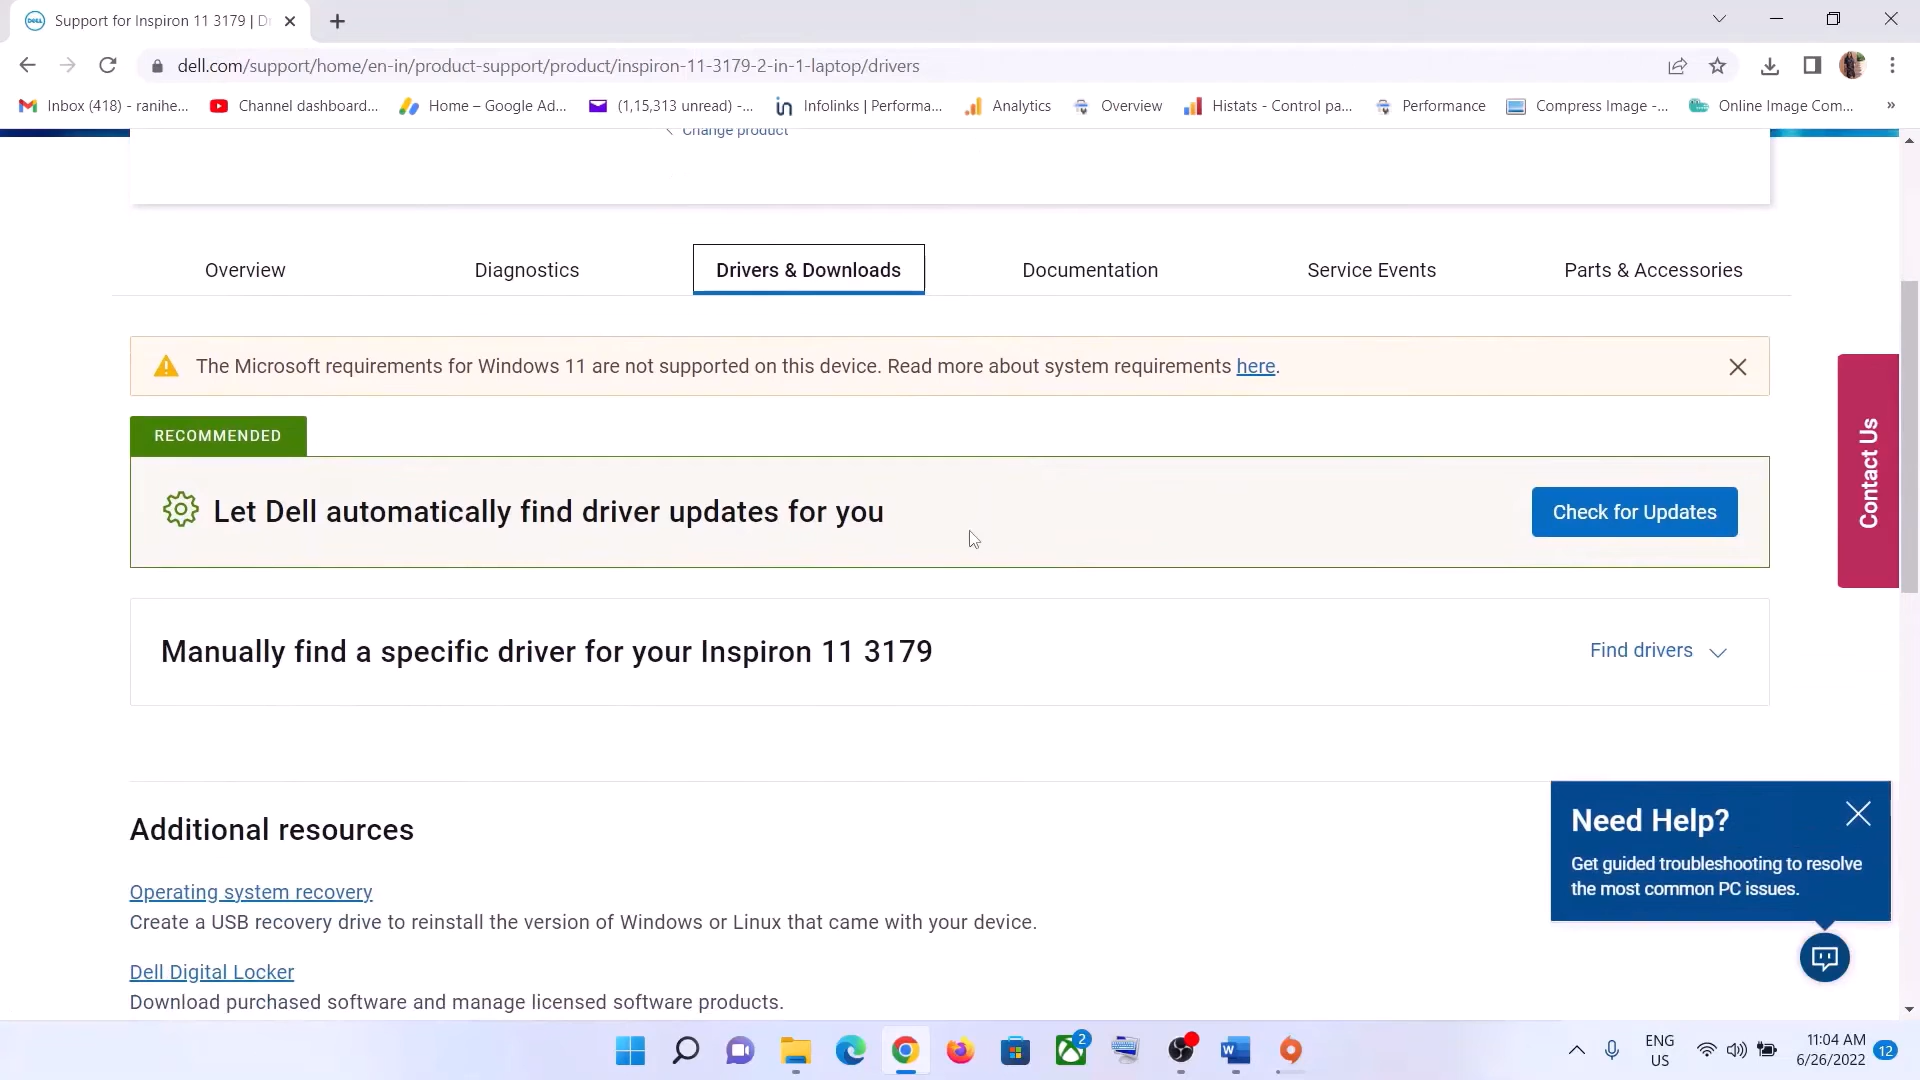 Support for Inspiron 11 3179 | Dr
dell.com/support/home/en-in/product-support/product/inspiron-11-3179-2-in-1-laptop/drivers
Inbox (418) - ranihe...
Channel dashboard...
Home – Google Ad...
(1,15,313 unread) -...
Infolinks | Performa...
Analytics
Overview
Histats - Control pa...
Performance
Compress Image -...
Online Image Com...
»
Change product
Overview
Diagnostics
Drivers & Downloads
Documentation
Service Events
Parts & Accessories
The Microsoft requirements for Windows 11 are not supported on this device. Read more about system requirements here.
RECOMMENDED
Let Dell automatically find driver updates for you
Check for Updates
Contact Us
Manually find a specific driver for your Inspiron 11 3179
Find drivers
Additional resources
Operating system recovery
Create a USB recovery drive to reinstall the version of Windows or Linux that came with your device.
Dell Digital Locker
Download purchased software and manage licensed software products.
Need Help?
Get guided troubleshooting to resolve
the most common PC issues.
2
ENG
US
11:04 AM
6/26/2022
12